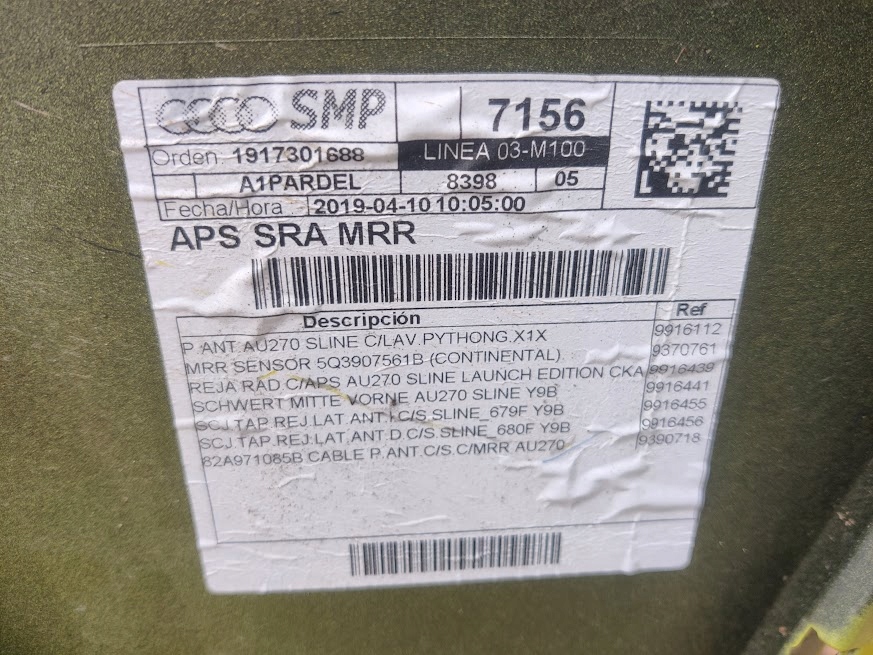 SMP 7156
Orden. 1917301688 LINEA 03-M100
A1PARDEL 8398 05
Fecha/Hora 2019-04-10 10:05:00
APS SRA MRR
Descripción Ref
P.ANT.AU270 SLINE C/LAV.PYTHONG.X1X 9916112
MRR SENSOR 5Q3907561B (CONTINENTAL) 9370761
REJA RAD C/APS AU270 SLINE LAUNCH EDITION CKA 9916439
SCHWERT MITTE VORNE AU270 SLINE Y9B 9916441
SCJ.TAP.REJ.LAT.ANT.I.C/S.SLINE_679F Y9B 9916455
SCJ.TAP.REJ.LAT.ANT.D.C/S.SLINE_680F Y9B 9916456
82A971085B CABLE P.ANT.C/S.C/MRR AU270 9390718